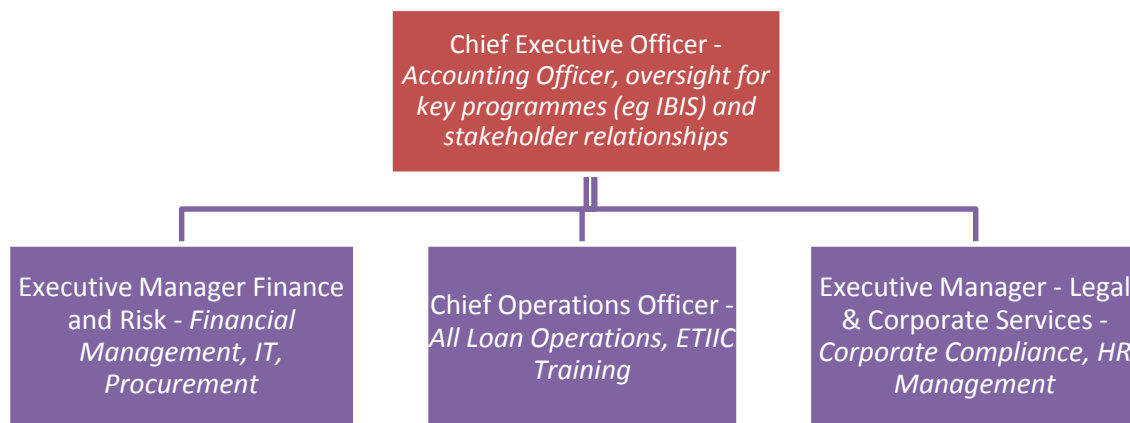 Chief Executive Officer -
Accounting Officer, oversight for
key programmes (eg IBIS) and
stakeholder relationships
Executive Manager Finance
and Risk - Financial
Management, IT,
Procurement
Chief Operations Officer -
All Loan Operations, ETIIC
Training
Executive Manager - Legal
& Corporate Services -
Corporate Compliance, HR
Management